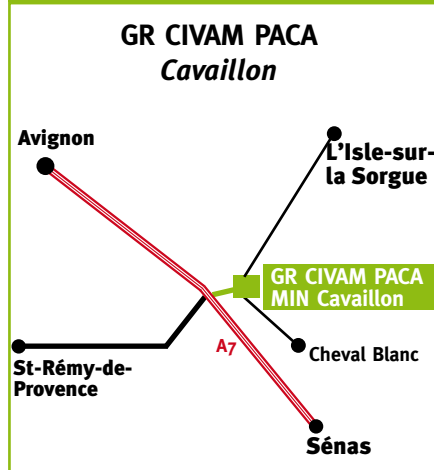 GR CIVAM PACA
Cavaillon
Avignon
L'Isle-sur-
la Sorgue
GR CIVAM PACA
MIN Cavaillon
A7
Cheval Blanc
St-Rémy-de-
Provence
Sénas